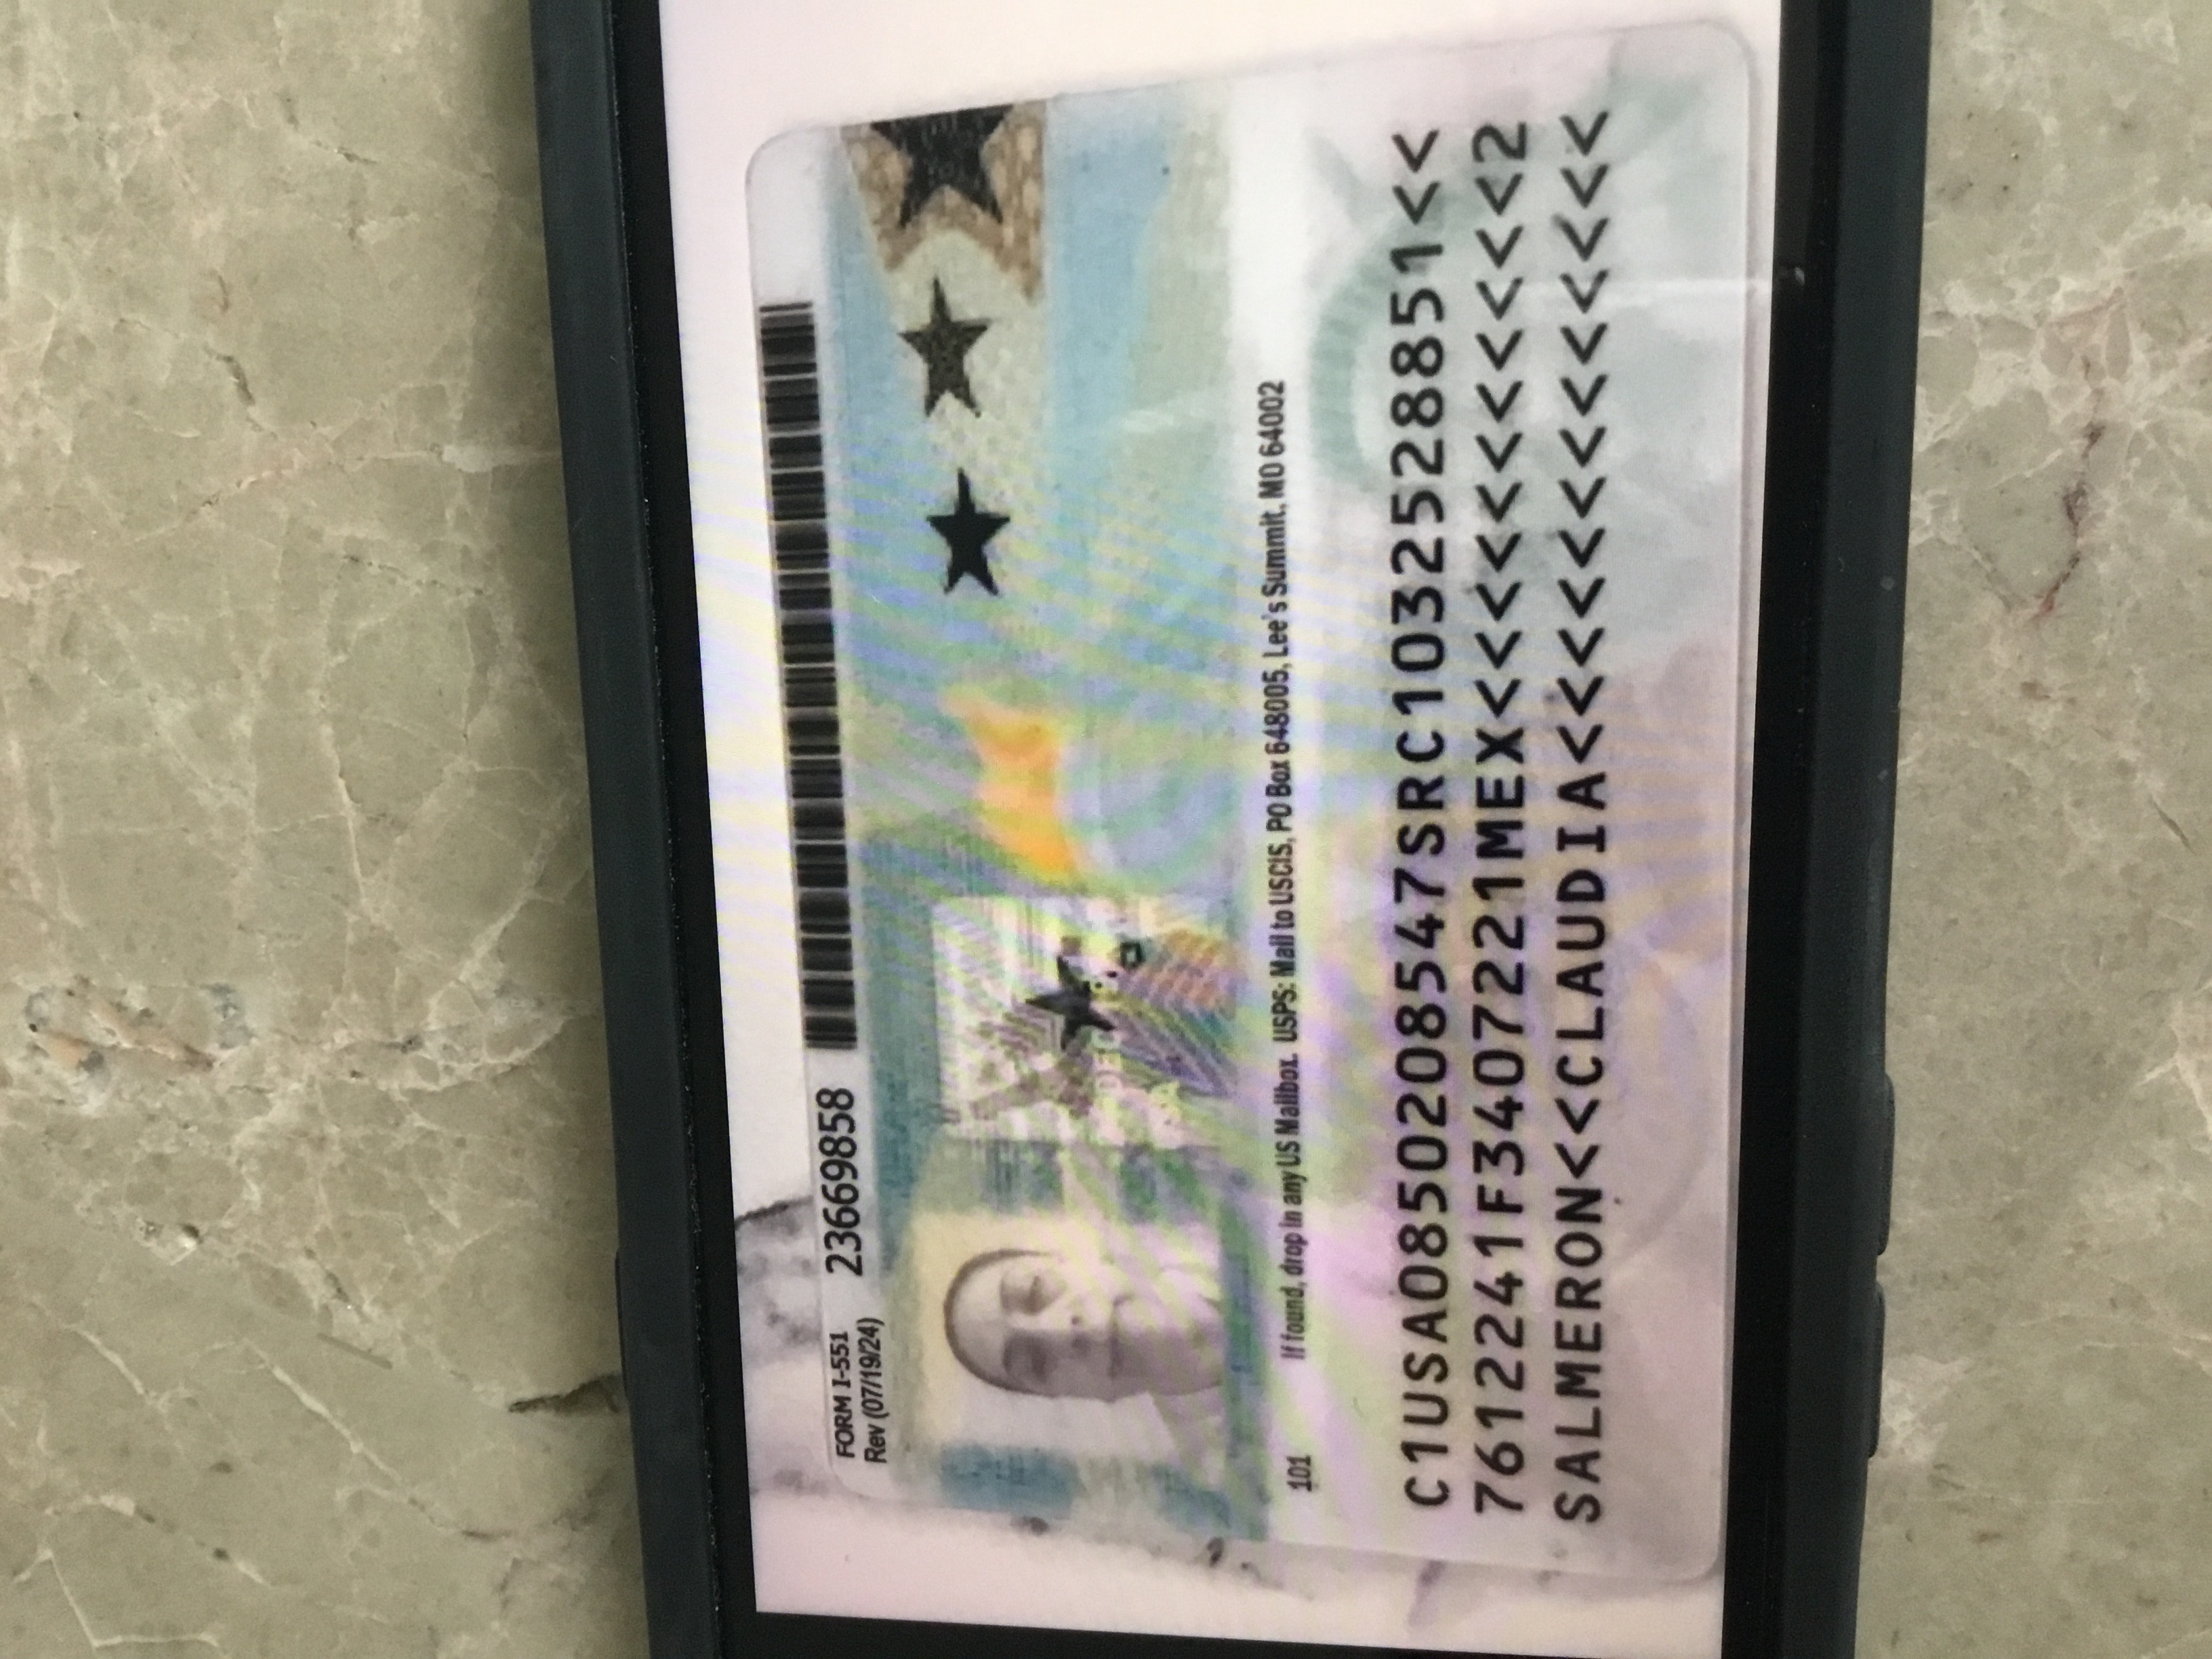 FORM I-551
Rev (07/19/24)
23669858
101
If found, drop in any US Mailbox. USPS: Mail to USCIS, PO Box 648005, Lee's Summit, MO 64002
C1USA0850208547SRC1032528851<<
7612241F3407221MEX<<<<<<<<<<<2
SALMERON<<CLAUDIA<<<<<<<<<<<<<